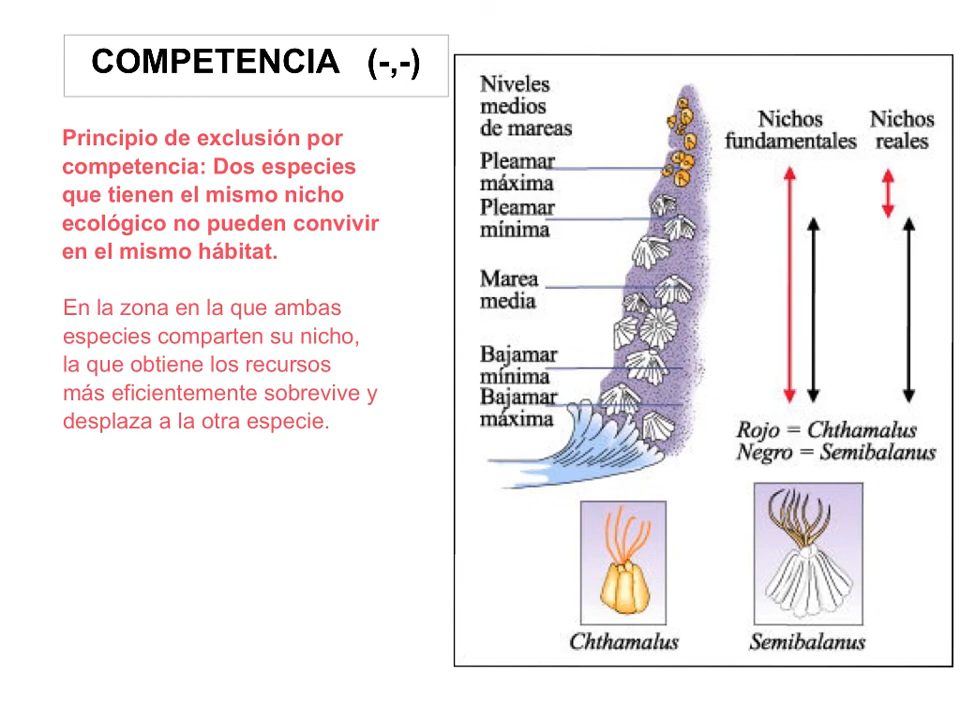 COMPETENCIA (-,-)
Principio de exclusión por
competencia: Dos especies
que tienen el mismo nicho
ecológico no pueden convivir
en el mismo hábitat.
En la zona en la que ambas
especies comparten su nicho,
la que obtiene los recursos
más eficientemente sobrevive y
desplaza a la otra especie.
Niveles
medios
de mareas
Pleamar
máxima
Pleamar
mínima
Marea
media
Bajamar
mínima
Bajamar
máxima
Nichos
fundamentales
Nichos
reales
Rojo = Chthamalus
Negro = Semibalanus
Chthamalus
Semibalanus